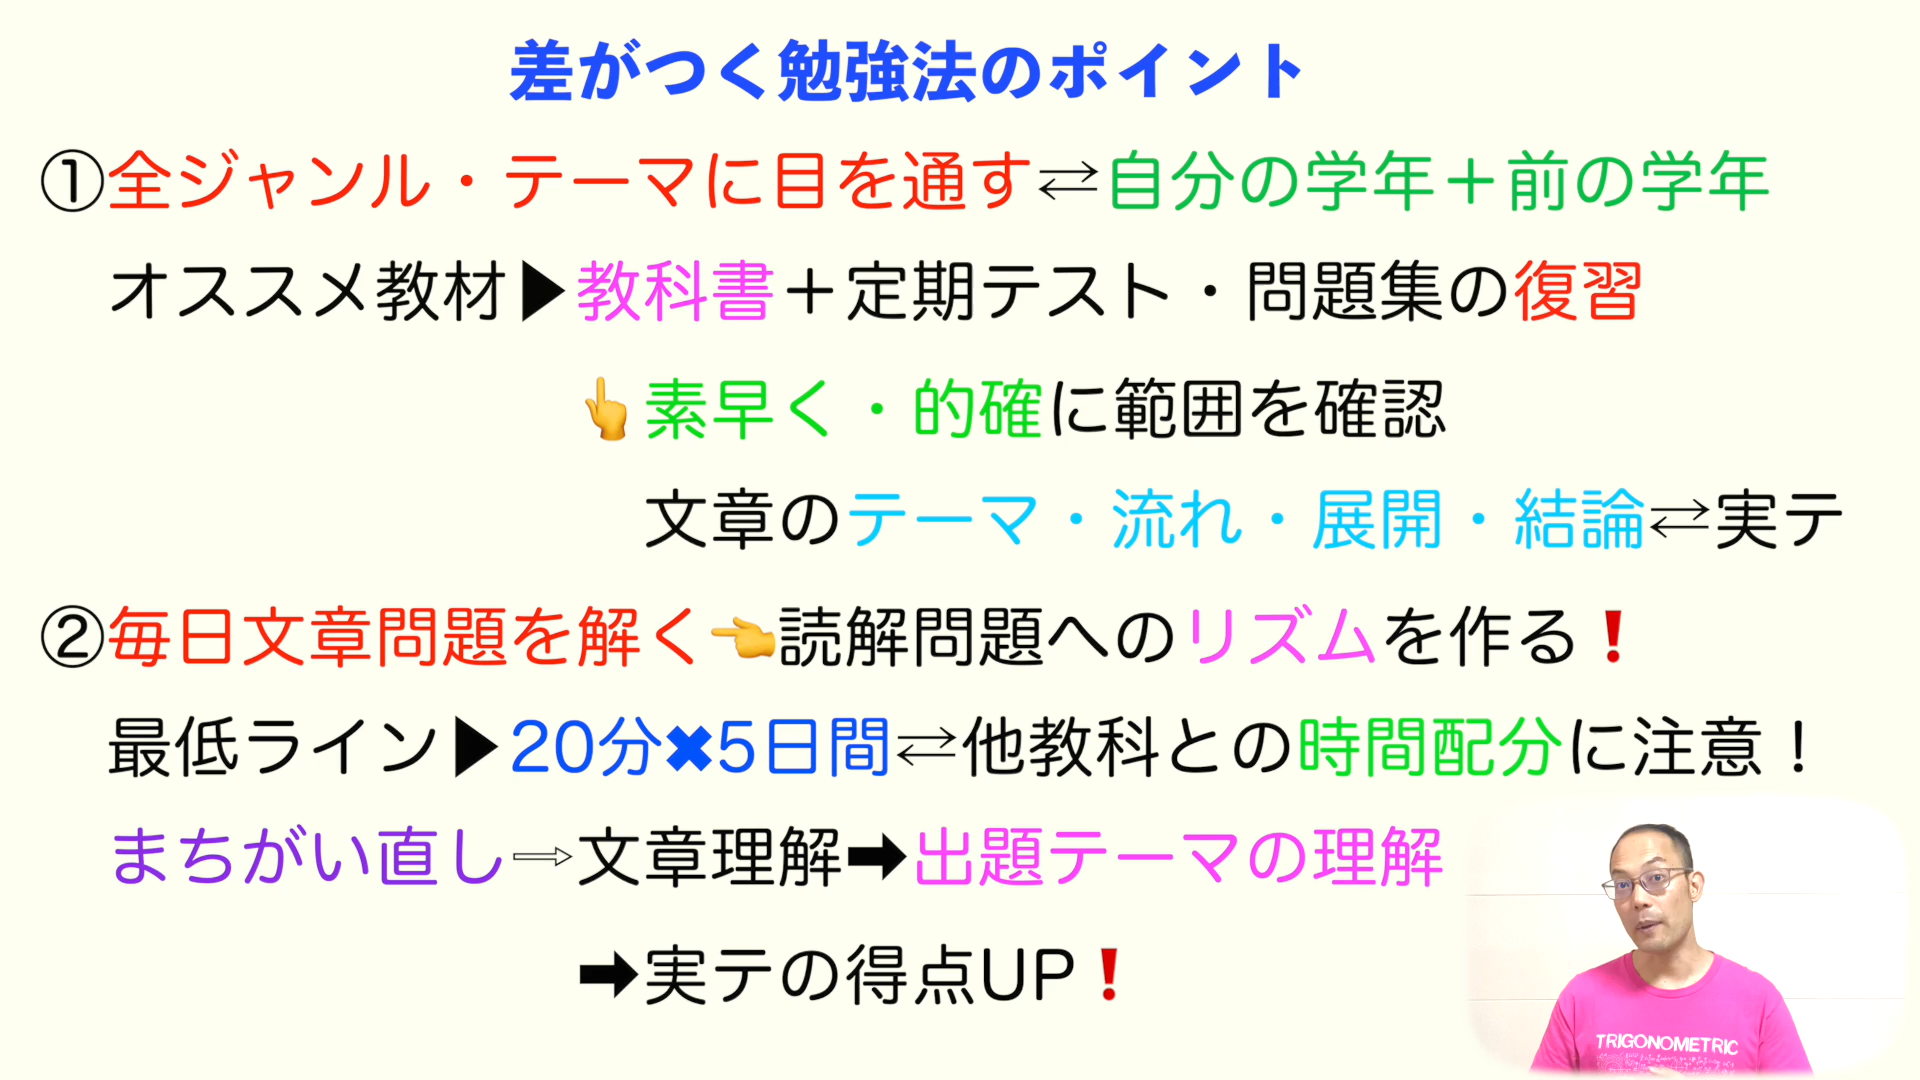 差がつく勉強法のポイント
①全ジャンル・テーマに目を通す⇄自分の学年＋前の学年
オススメ教材▶教科書＋定期テスト・問題集の復習
👆素早く・的確に範囲を確認
文章のテーマ・流れ・展開・結論⇄実テ
②毎日文章問題を解く👈読解問題へのリズムを作る❗
最低ライン▶20分✖5日間⇄他教科との時間配分に注意！
まちがい直し⇨文章理解➡出題テーマの理解
➡実テの得点UP❗
TRIGONOMETRIC